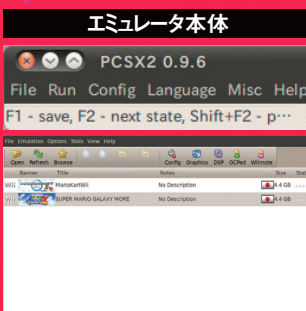 エミュレータ本体
PCSX2 0.9.6
File Run Config Language Misc Help
F1 - save, F2 - next state, Shift+F2 - p…
File Emulation Options Tools View Help
Open Refresh Browse Config Graphics DSP GCPad Wiimote
Banner Title Notes Size Stat
Wii MarioKartWii No Description 4.4 GB
Wii SUPER MARIO GALAXY MORE No Description 4.4 GB